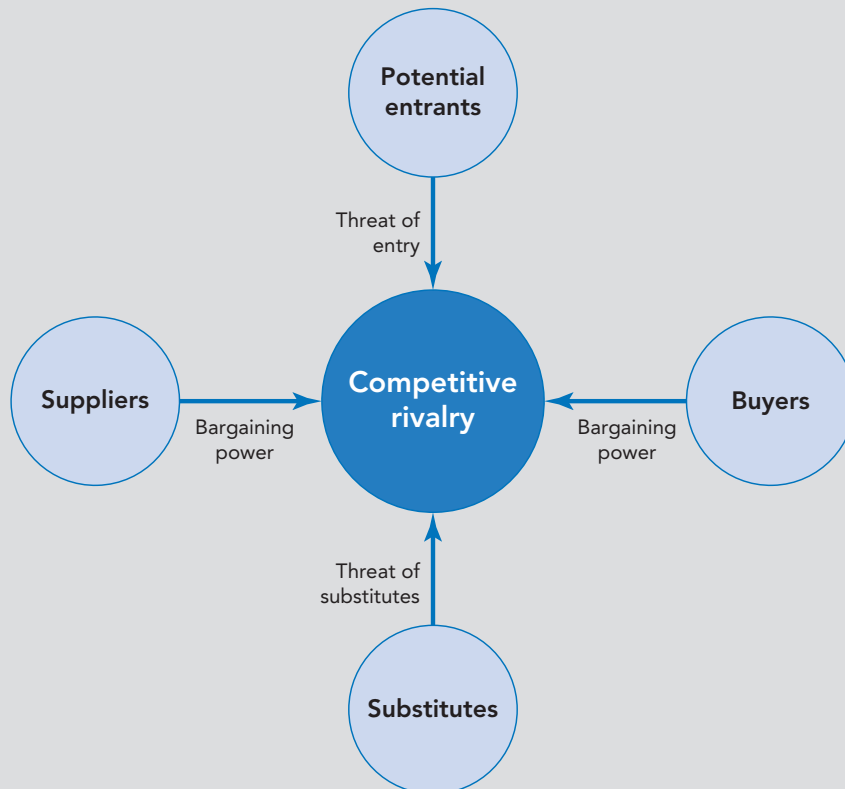 Potential
entrants
Threat of
entry
Suppliers
Bargaining
power
Competitive
rivalry
Bargaining
power
Buyers
Threat of
substitutes
Substitutes